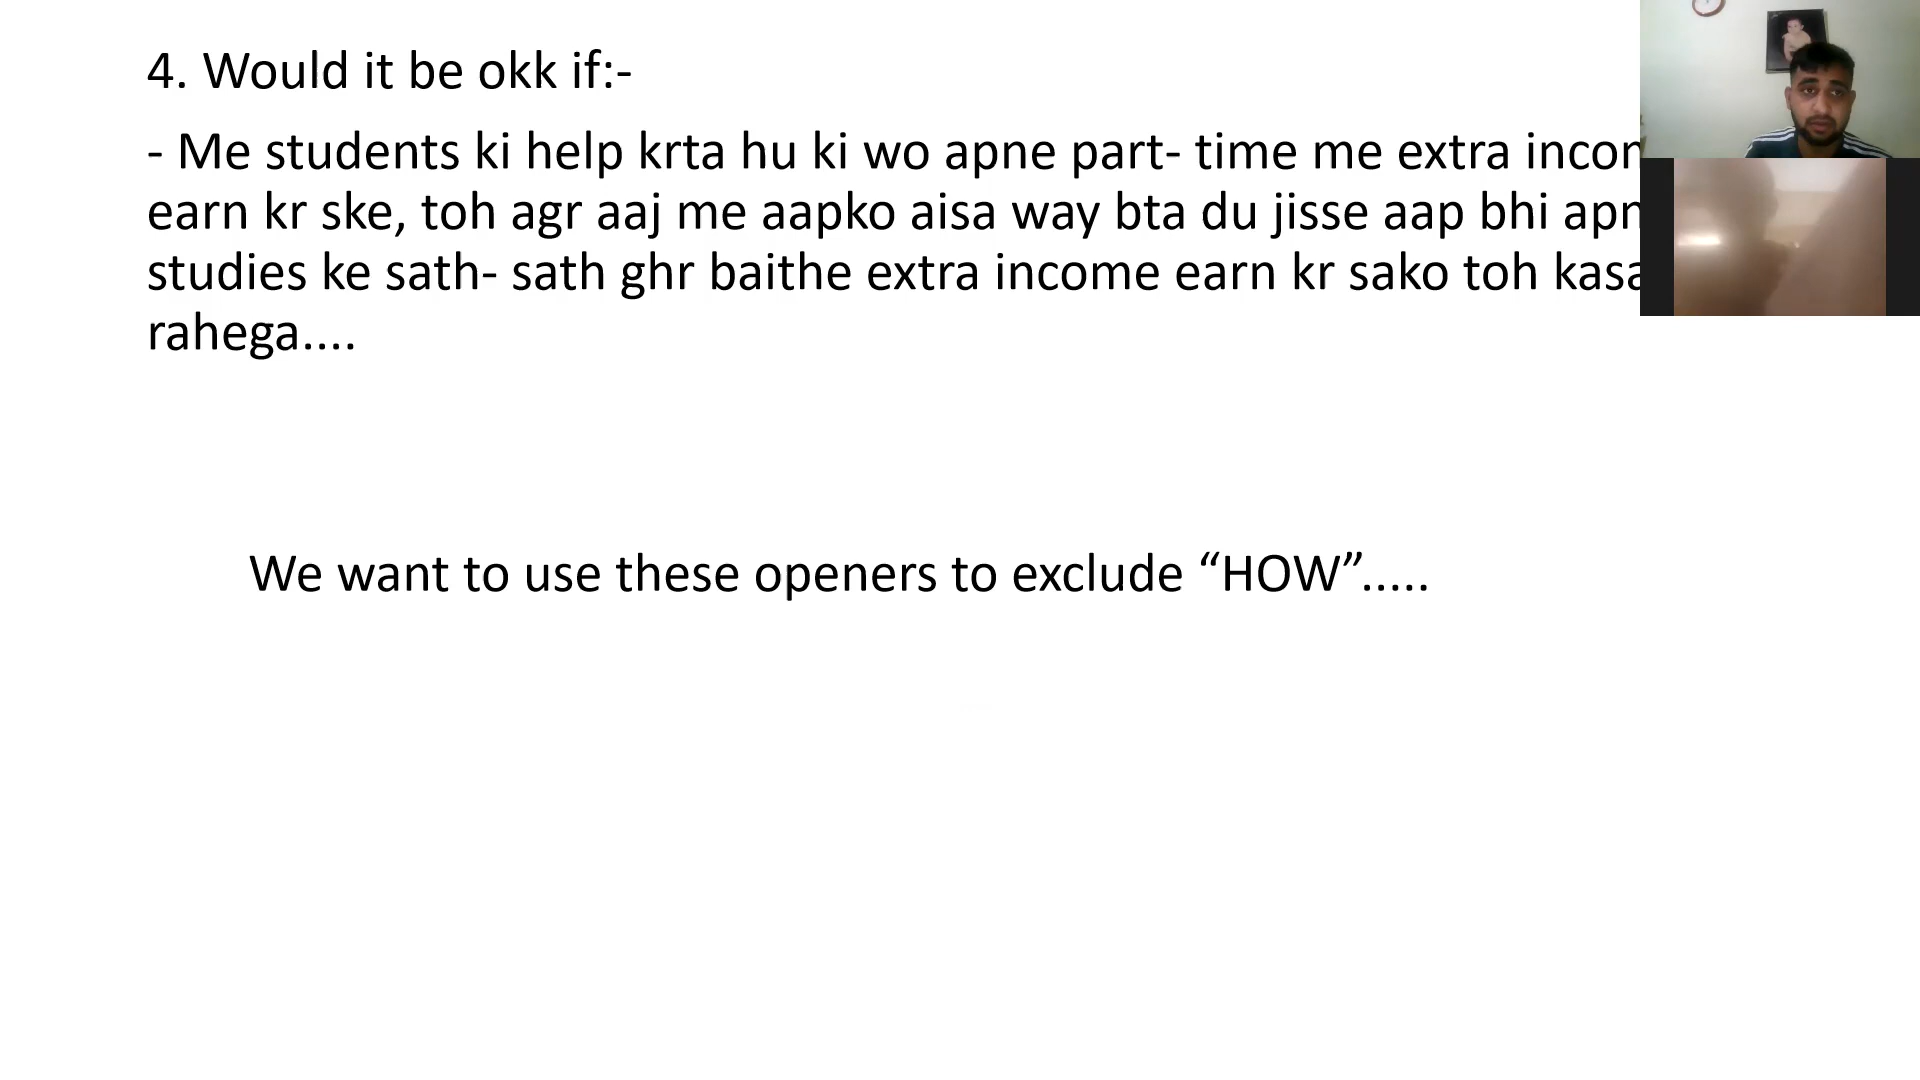 4. Would it be okk if:-
- Me students ki help krta hu ki wo apne part- time me extra
earn kr ske, toh agr aaj me aapko aisa way bta du jisse aap bhi
studies ke sath- sath ghr baithe extra income earn kr sako toh
rahega....
We want to use these openers to exclude “HOW”.....